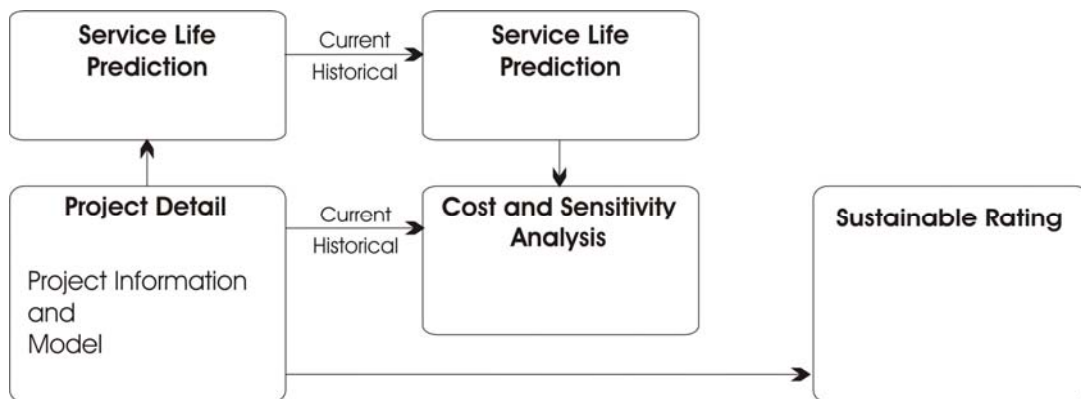 Service Life
Prediction
Current
Historical
Service Life
Prediction
Project Detail
Project Information
and
Model
Current
Historical
Cost and Sensitivity
Analysis
Sustainable Rating